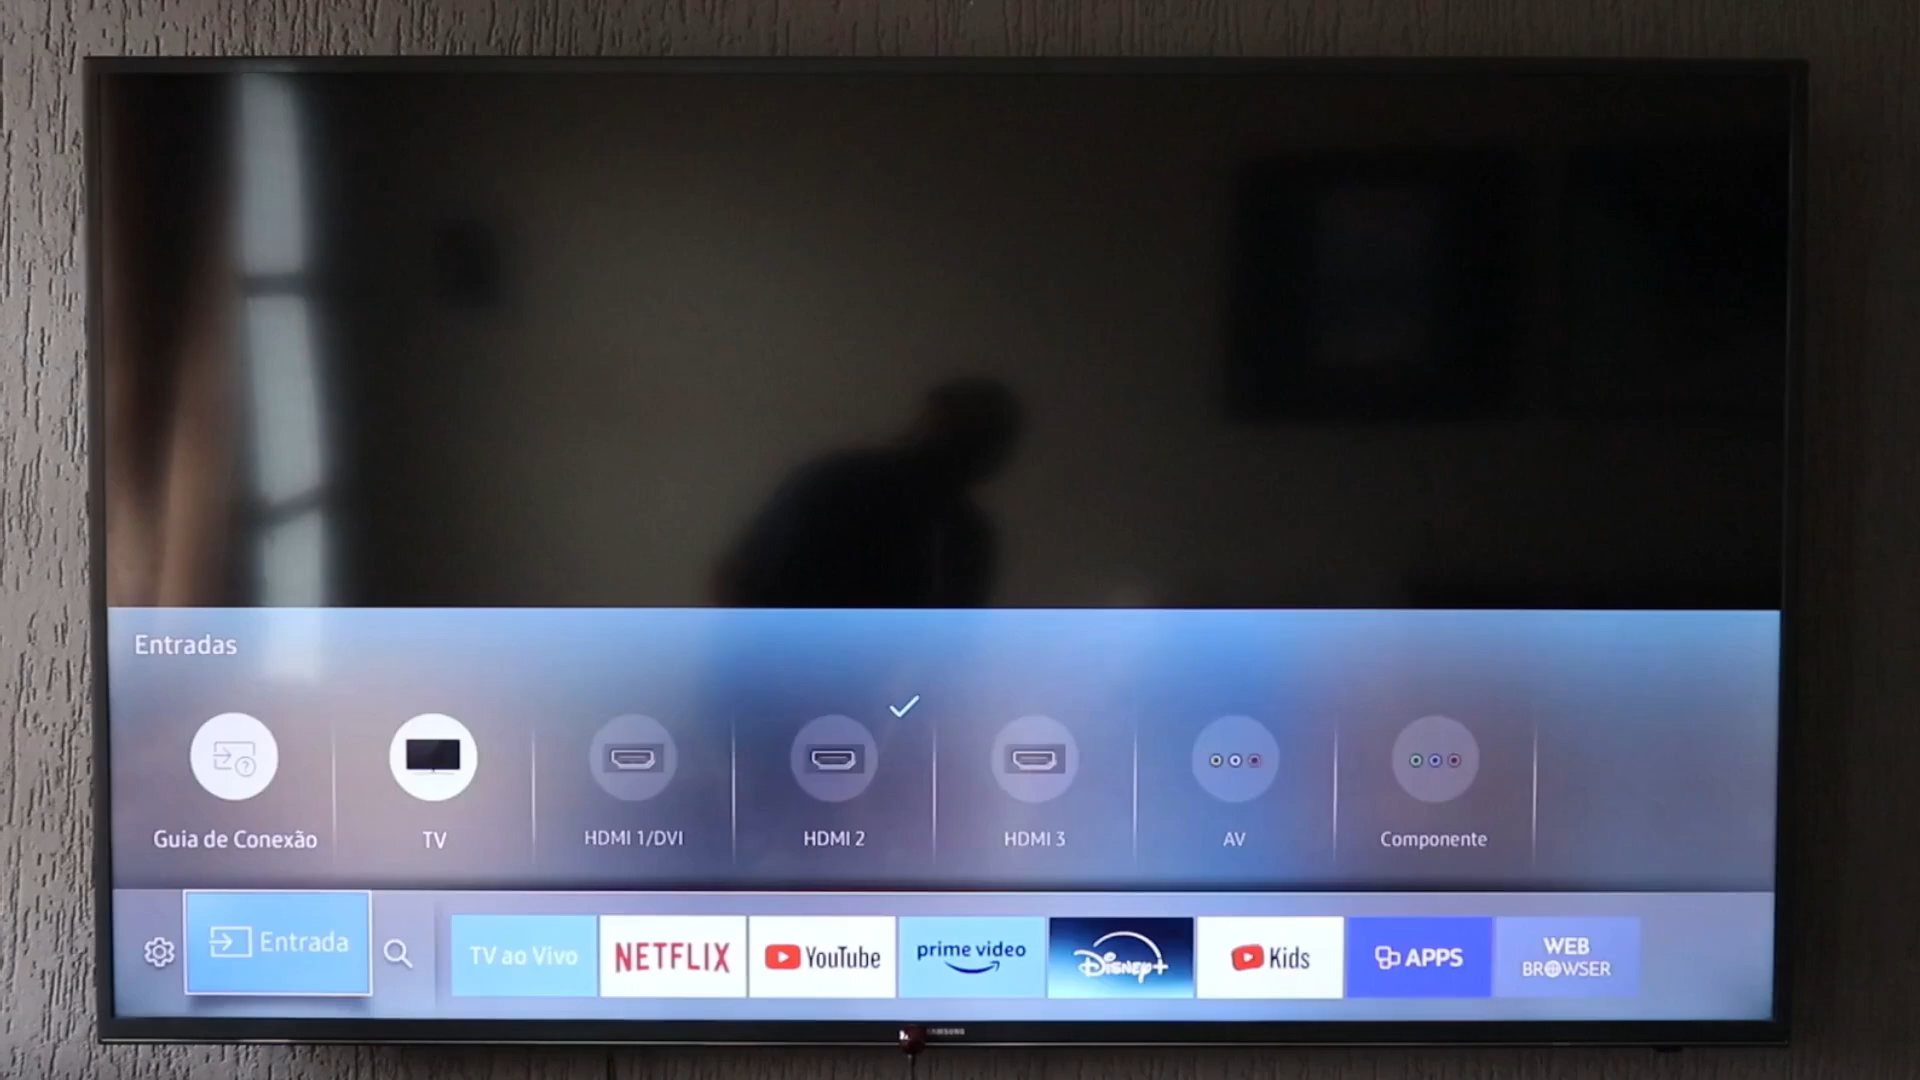 Entradas
Guia de Conexão
TV
HDMI 1/DVI
HDMI 2
HDMI 3
AV
Componente
Entrada
TV ao Vivo
NETFLIX
YouTube
prime video
Disney+
Kids
APPS
WEB
BROWSER
SAMSUNG